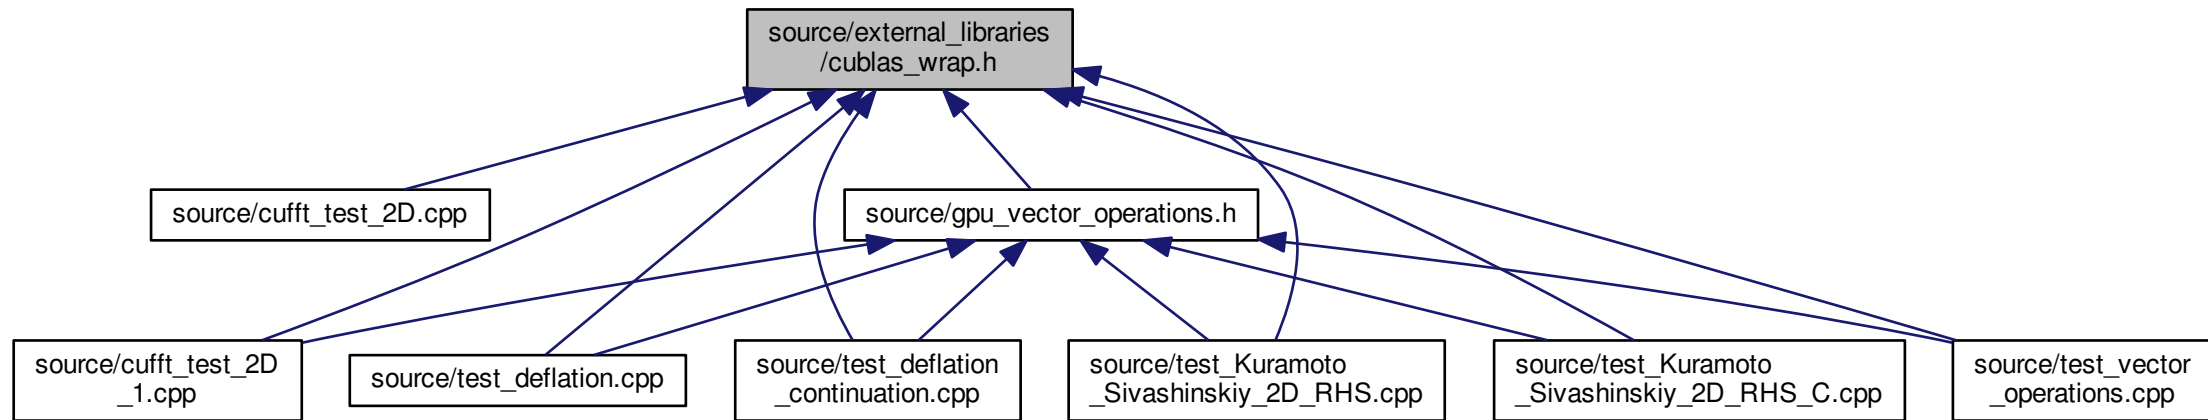 source/external_libraries
/cublas_wrap.h
source/cufft_test_2D.cpp
source/gpu_vector_operations.h
source/cufft_test_2D
_1.cpp
source/test_deflation.cpp
source/test_deflation
_continuation.cpp
source/test_Kuramoto
_Sivashinskiy_2D_RHS.cpp
source/test_Kuramoto
_Sivashinskiy_2D_RHS_C.cpp
source/test_vector
_operations.cpp